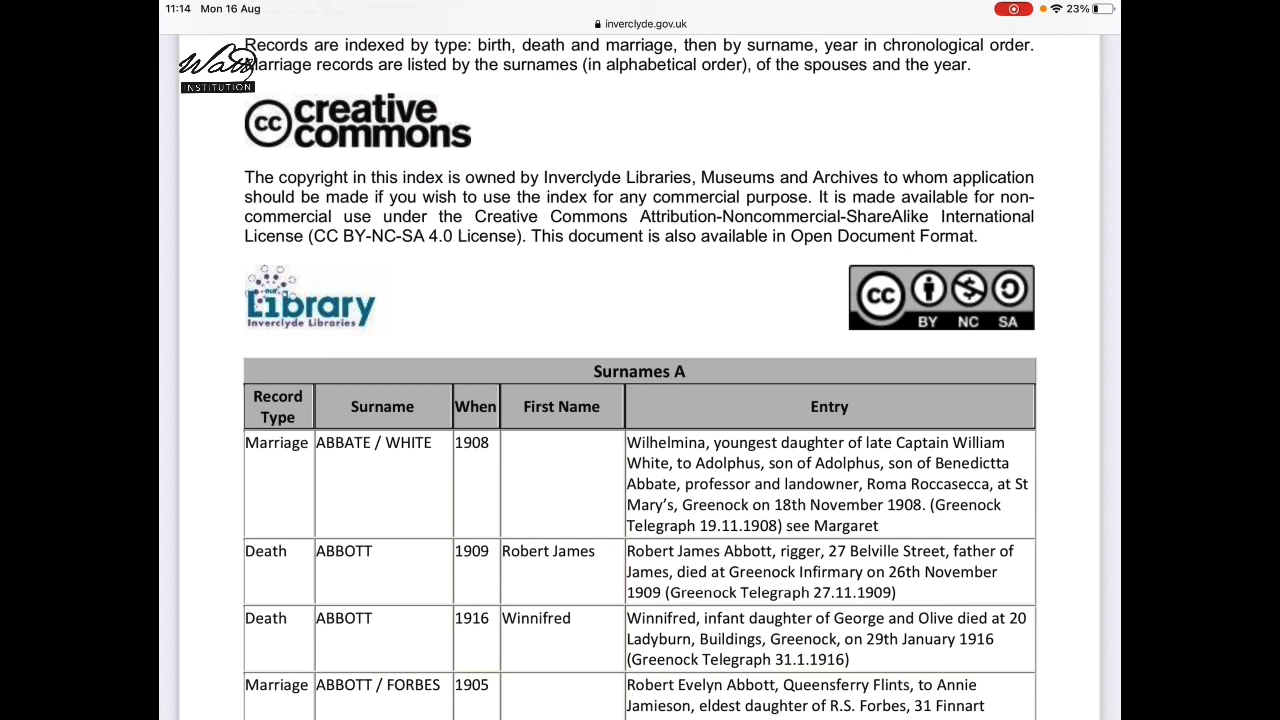 11:14 Mon 16 Aug
23%
inverclyde.gov.uk
Records are indexed by type: birth, death and marriage, then by surname, year in chronological order.
Marriage records are listed by the surnames (in alphabetical order), of the spouses and the year.
Watt
INSTITUTION
cc creative
commons
The copyright in this index is owned by Inverclyde Libraries, Museums and Archives to whom application
should be made if you wish to use the index for any commercial purpose. It is made available for non-
commercial use under the Creative Commons Attribution-Noncommercial-ShareAlike International
License (CC BY-NC-SA 4.0 License). This document is also available in Open Document Format.
our
Library
Inverclyde Libraries
cc
BY NC SA
Surnames A
Record Type Surname When First Name Entry
Marriage ABBATE / WHITE 1908 Wilhelmina, youngest daughter of late Captain William
White, to Adolphus, son of Adolphus, son of Benedictta
Abbate, professor and landowner, Roma Roccasecca, at St
Mary's, Greenock on 18th November 1908. (Greenock
Telegraph 19.11.1908) see Margaret
Death ABBOTT 1909 Robert James Robert James Abbott, rigger, 27 Belville Street, father of
James, died at Greenock Infirmary on 26th November
1909 (Greenock Telegraph 27.11.1909)
Death ABBOTT 1916 Winnifred Winnifred, infant daughter of George and Olive died at 20
Ladyburn, Buildings, Greenock, on 29th January 1916
(Greenock Telegraph 31.1.1916)
Marriage ABBOTT / FORBES 1905 Robert Evelyn Abbott, Queensferry Flints, to Annie
Jamieson, eldest daughter of R.S. Forbes, 31 Finnart